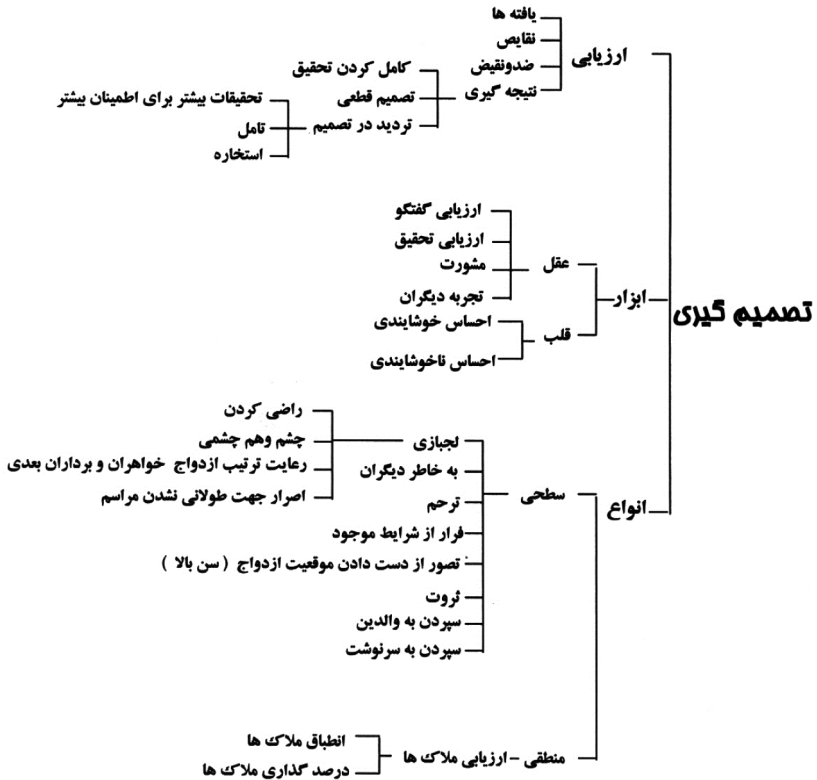 تصمیم گیری
ارزیابی
یافته ها
نقایص
ضدونقیض
نتیجه گیری
کامل کردن تحقیق
تصمیم قطعی
تردید در تصمیم
تحقیقات بیشتر برای اطمینان بیشتر
تامل
استخاره
ابزار
عقل
ارزیابی گفتگو
ارزیابی تحقیق
مشورت
تجربه دیگران
قلب
احساس خوشایندی
احساس ناخوشایندی
انواع
سطحی
لجبازی
راضی کردن
چشم وهم چشمی
رعایت ترتیب ازدواج خواهران و برداران بعدی
اصرار جهت طولانی نشدن مراسم
به خاطر دیگران
ترحم
فرار از شرایط موجود
تصور از دست دادن موقعیت ازدواج ( سن بالا )
ثروت
سپردن به والدین
سپردن به سرنوشت
منطقی - ارزیابی ملاک ها
انطباق ملاک ها
درصد گذاری ملاک ها